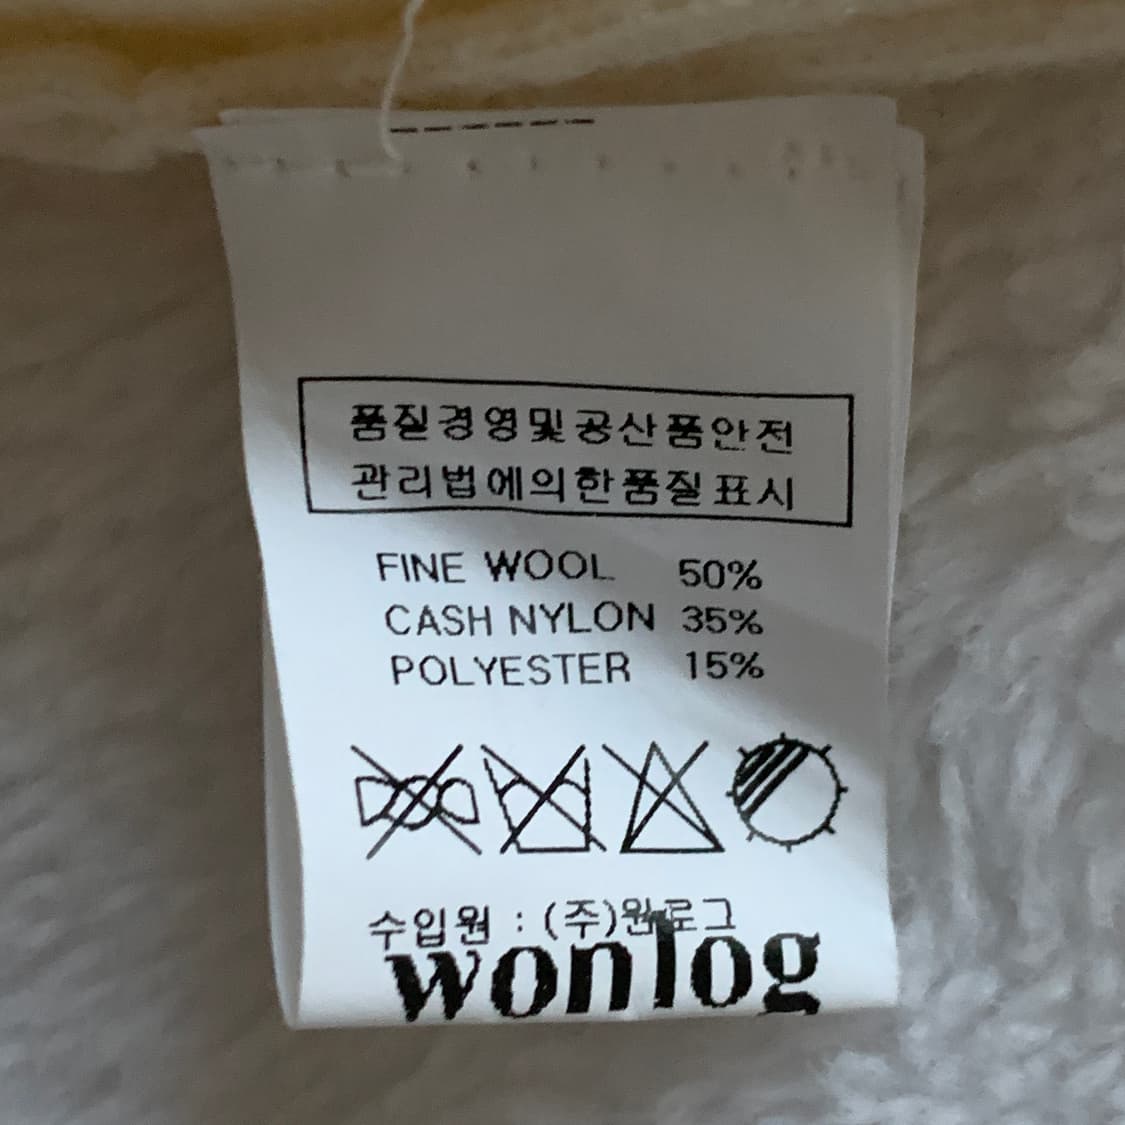 품질경영및공산품안전
관리법에의한품질표시
FINE WOOL 50%
CASH NYLON 35%
POLYESTER 15%
수입원 : (주)원로그
wonlog